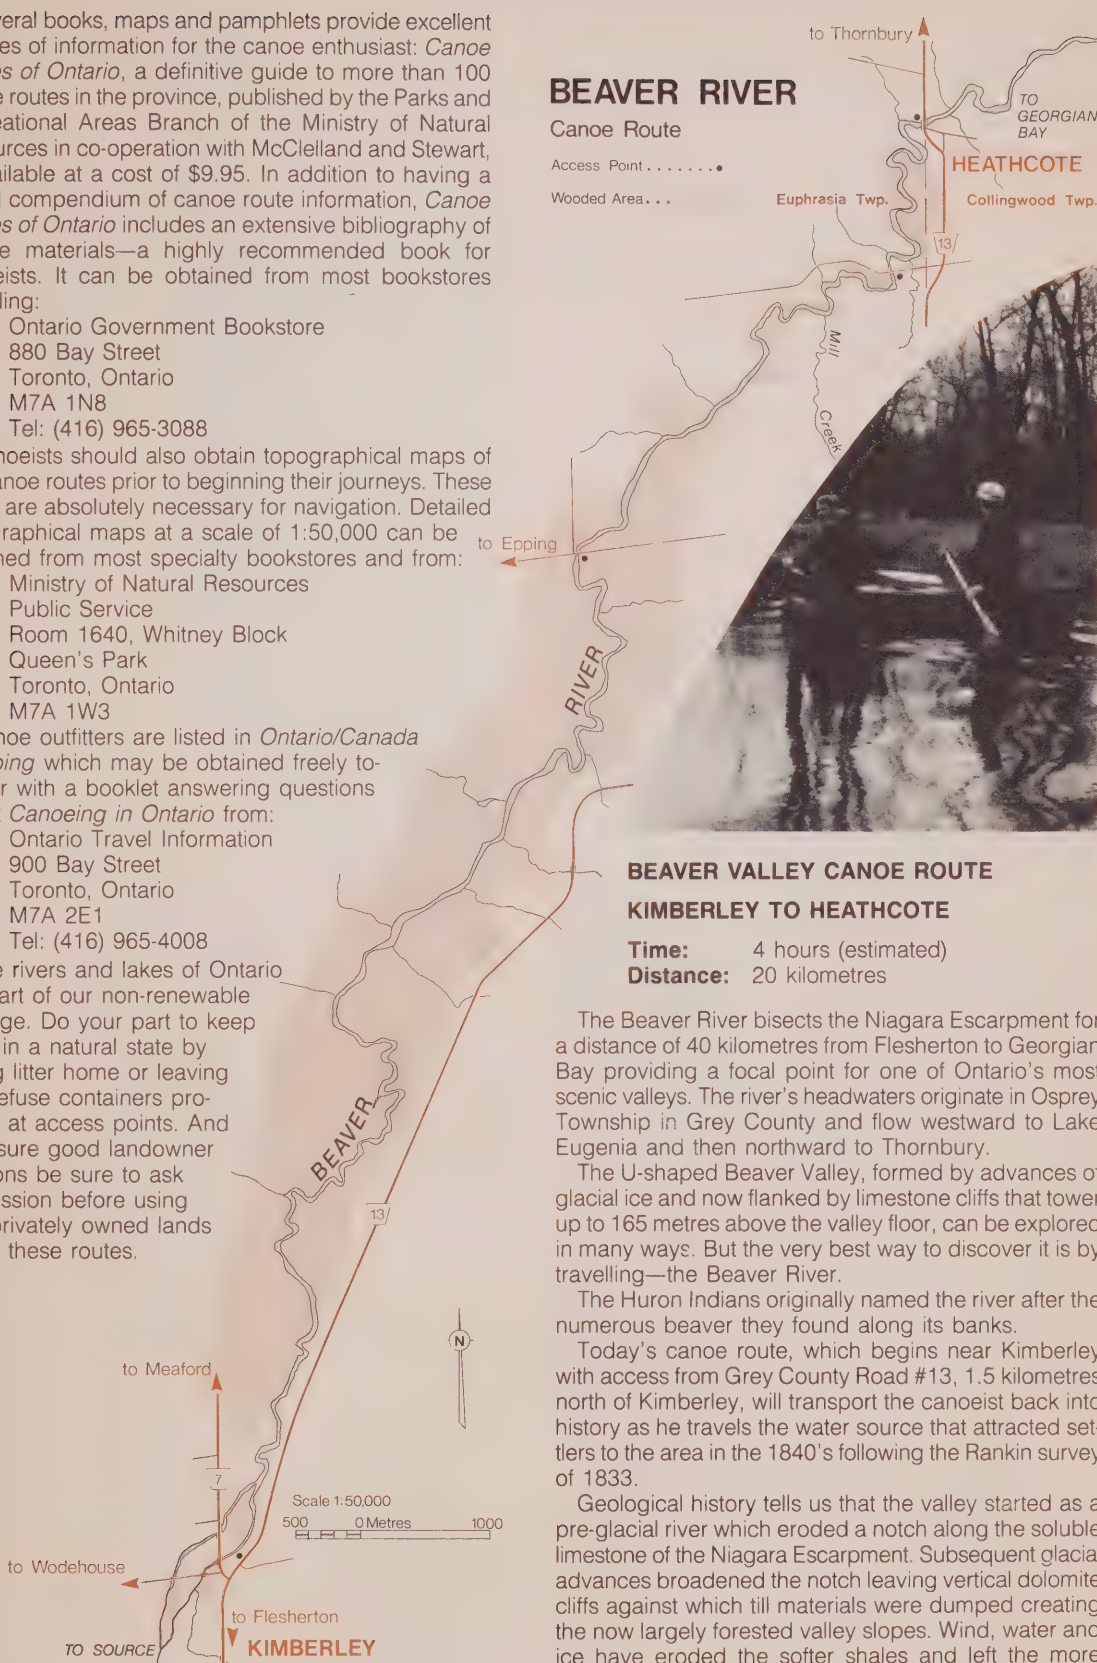 veral books, maps and pamphlets provide excellent
es of information for the canoe enthusiast: Canoe
es of Ontario, a definitive guide to more than 100
e routes in the province, published by the Parks and
eational Areas Branch of the Ministry of Natural
ources in co-operation with McClelland and Stewart,
ailable at a cost of $9.95. In addition to having a
l compendium of canoe route information, Canoe
es of Ontario includes an extensive bibliography of
e materials—a highly recommended book for
eists. It can be obtained from most bookstores
ding:
Ontario Government Bookstore
880 Bay Street
Toronto, Ontario
M7A 1N8
Tel: (416) 965-3088
noeists should also obtain topographical maps of
anoe routes prior to beginning their journeys. These
are absolutely necessary for navigation. Detailed
graphical maps at a scale of 1:50,000 can be
ned from most specialty bookstores and from:
Ministry of Natural Resources
Public Service
Room 1640, Whitney Block
Queen's Park
Toronto, Ontario
M7A 1W3
noe outfitters are listed in Ontario/Canada
ping which may be obtained freely to-
r with a booklet answering questions
t Canoeing in Ontario from:
Ontario Travel Information
900 Bay Street
Toronto, Ontario
M7A 2E1
Tel: (416) 965-4008
e rivers and lakes of Ontario
art of our non-renewable
ge. Do your part to keep
in a natural state by
g litter home or leaving
efuse containers pro-
at access points. And
sure good landowner
ons be sure to ask
ission before using
privately owned lands
these routes.
BEAVER RIVER
Canoe Route
Access Point.......●
Wooded Area...
to Thornbury
TO
GEORGIAN
BAY
HEATHCOTE
Euphrasia Twp.
Collingwood Twp.
13
Mill
Creek
to Epping
RIVER
BEAVER
13
N
to Meaford
7
Scale 1:50,000
500 0 Metres 1000
to Wodehouse
to Flesherton
TO SOURCE
KIMBERLEY
BEAVER VALLEY CANOE ROUTE
KIMBERLEY TO HEATHCOTE
Time: 4 hours (estimated)
Distance: 20 kilometres
The Beaver River bisects the Niagara Escarpment for
a distance of 40 kilometres from Flesherton to Georgian
Bay providing a focal point for one of Ontario's most
scenic valleys. The river's headwaters originate in Osprey
Township in Grey County and flow westward to Lake
Eugenia and then northward to Thornbury.
The U-shaped Beaver Valley, formed by advances of
glacial ice and now flanked by limestone cliffs that tower
up to 165 metres above the valley floor, can be explored
in many ways. But the very best way to discover it is by
travelling—the Beaver River.
The Huron Indians originally named the river after the
numerous beaver they found along its banks.
Today's canoe route, which begins near Kimberley
with access from Grey County Road #13, 1.5 kilometres
north of Kimberley, will transport the canoeist back into
history as he travels the water source that attracted set-
tlers to the area in the 1840's following the Rankin survey
of 1833.
Geological history tells us that the valley started as a
pre-glacial river which eroded a notch along the soluble
limestone of the Niagara Escarpment. Subsequent glacial
advances broadened the notch leaving vertical dolomite
cliffs against which till materials were dumped creating
the now largely forested valley slopes. Wind, water and
ice have eroded the softer shales and left the more